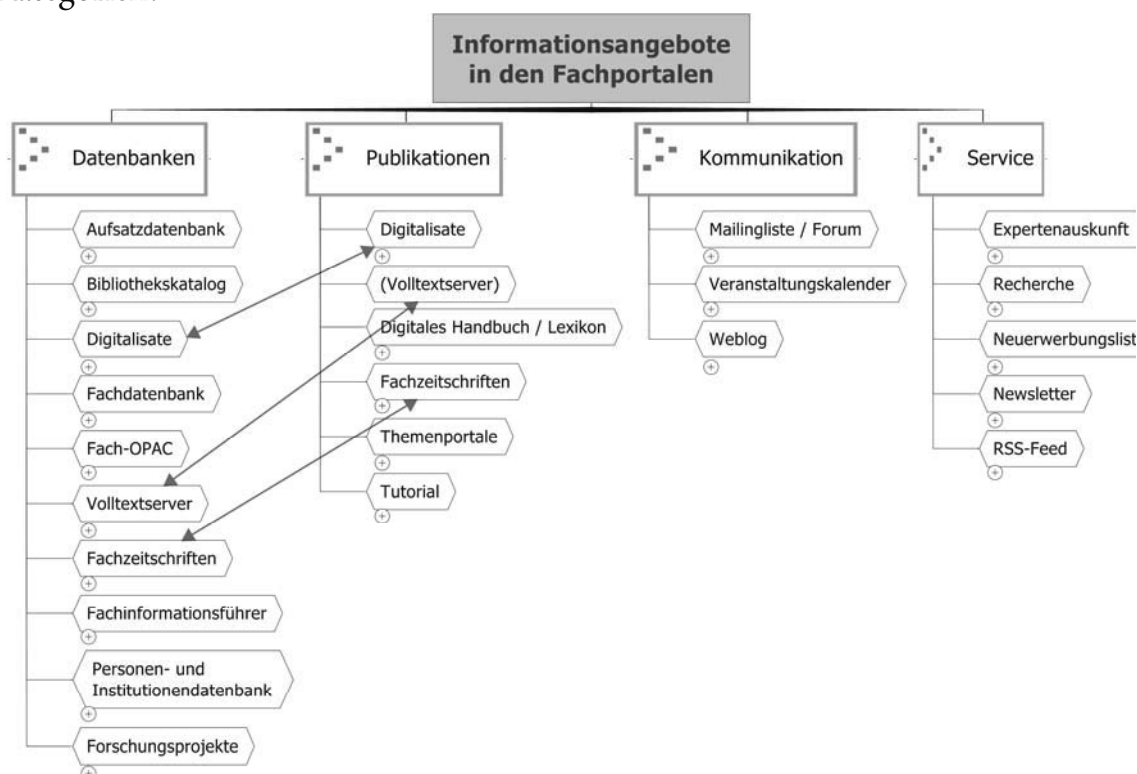 Informationsangebote
in den Fachportalen
Datenbanken
Aufsatzdatenbank
Bibliothekskatalog
Digitalisate
Fachdatenbank
Fach-OPAC
Volltextserver
Fachzeitschriften
Fachinformationsführer
Personen- und
Institutionendatenbank
Forschungsprojekte
Publikationen
Digitalisate
(Volltextserver)
Digitales Handbuch / Lexikon
Fachzeitschriften
Themenportale
Tutorial
Kommunikation
Mailingliste / Forum
Veranstaltungskalender
Weblog
Service
Expertenauskunft
Recherche
Neuerwerbungslist
Newsletter
RSS-Feed